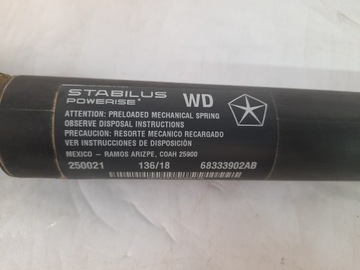 STABILUS
POWERISE® WD
ATTENTION: PRELOADED MECHANICAL SPRING
OBSERVE DISPOSAL INSTRUCTIONS
PRECAUCION: RESORTE MECANICO RECARGADO
VER INSTRUCCIONES DE DISPOSICIÓN
MEXICO – RAMOS ARIZPE, COAH 25900
250021 136/18 68333902AB